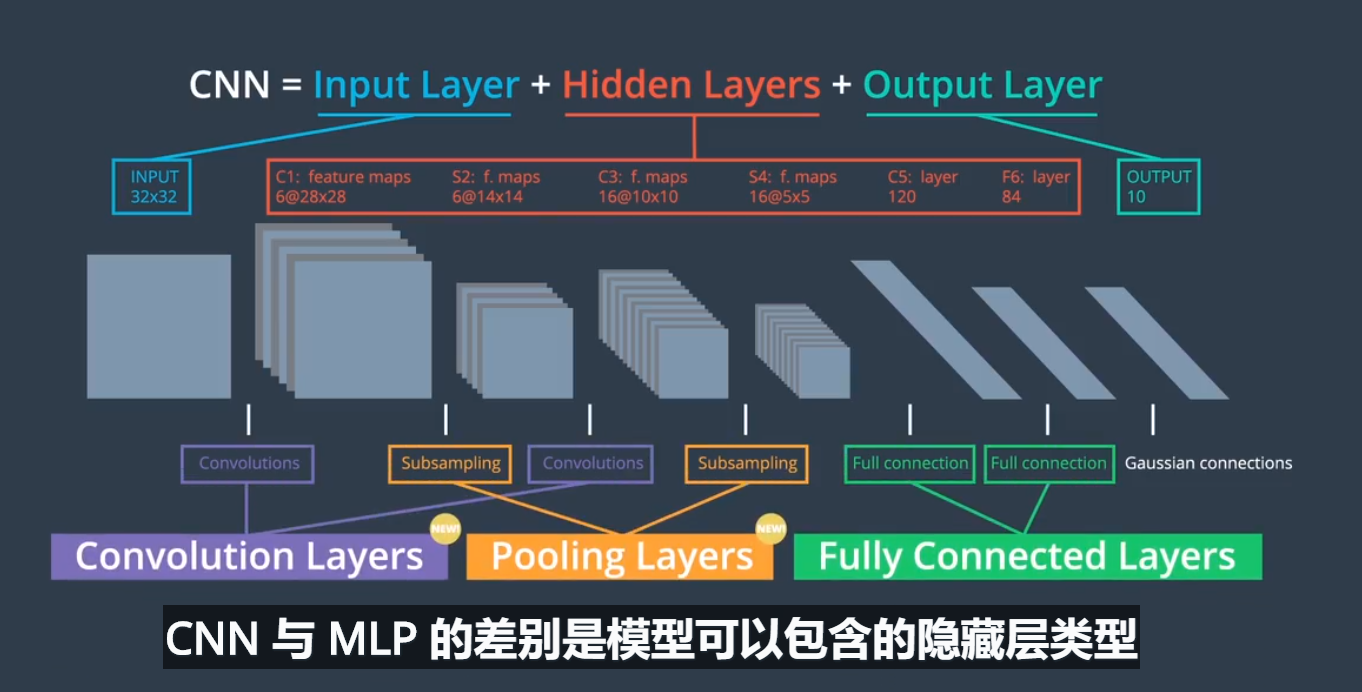 CNN = Input Layer + Hidden Layers + Output Layer
INPUT
32x32
C1: feature maps
6@28x28
S2: f. maps
6@14x14
C3: f. maps
16@10x10
S4: f. maps
16@5x5
C5: layer
120
F6: layer
84
OUTPUT
10
Convolutions
Subsampling
Convolutions
Subsampling
Full connection
Full connection
Gaussian connections
NEW!
NEW!
Convolution Layers
Pooling Layers
Fully Connected Layers
CNN 与 MLP 的差别是模型可以包含的隐藏层类型